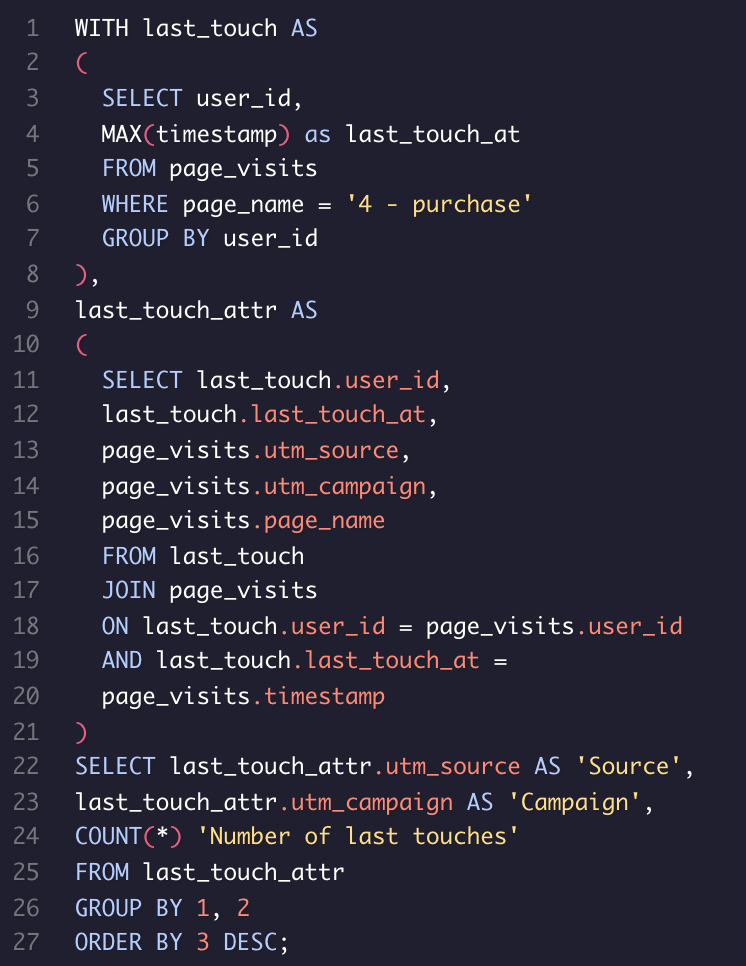 1 WITH last_touch AS
2 (
3 SELECT user_id,
4 MAX(timestamp) as last_touch_at
5 FROM page_visits
6 WHERE page_name = '4 - purchase'
7 GROUP BY user_id
8 ),
9 last_touch_attr AS
10 (
11 SELECT last_touch.user_id,
12 last_touch.last_touch_at,
13 page_visits.utm_source,
14 page_visits.utm_campaign,
15 page_visits.page_name
16 FROM last_touch
17 JOIN page_visits
18 ON last_touch.user_id = page_visits.user_id
19 AND last_touch.last_touch_at =
20 page_visits.timestamp
21 )
22 SELECT last_touch_attr.utm_source AS 'Source',
23 last_touch_attr.utm_campaign AS 'Campaign',
24 COUNT(*) 'Number of last touches'
25 FROM last_touch_attr
26 GROUP BY 1, 2
27 ORDER BY 3 DESC;